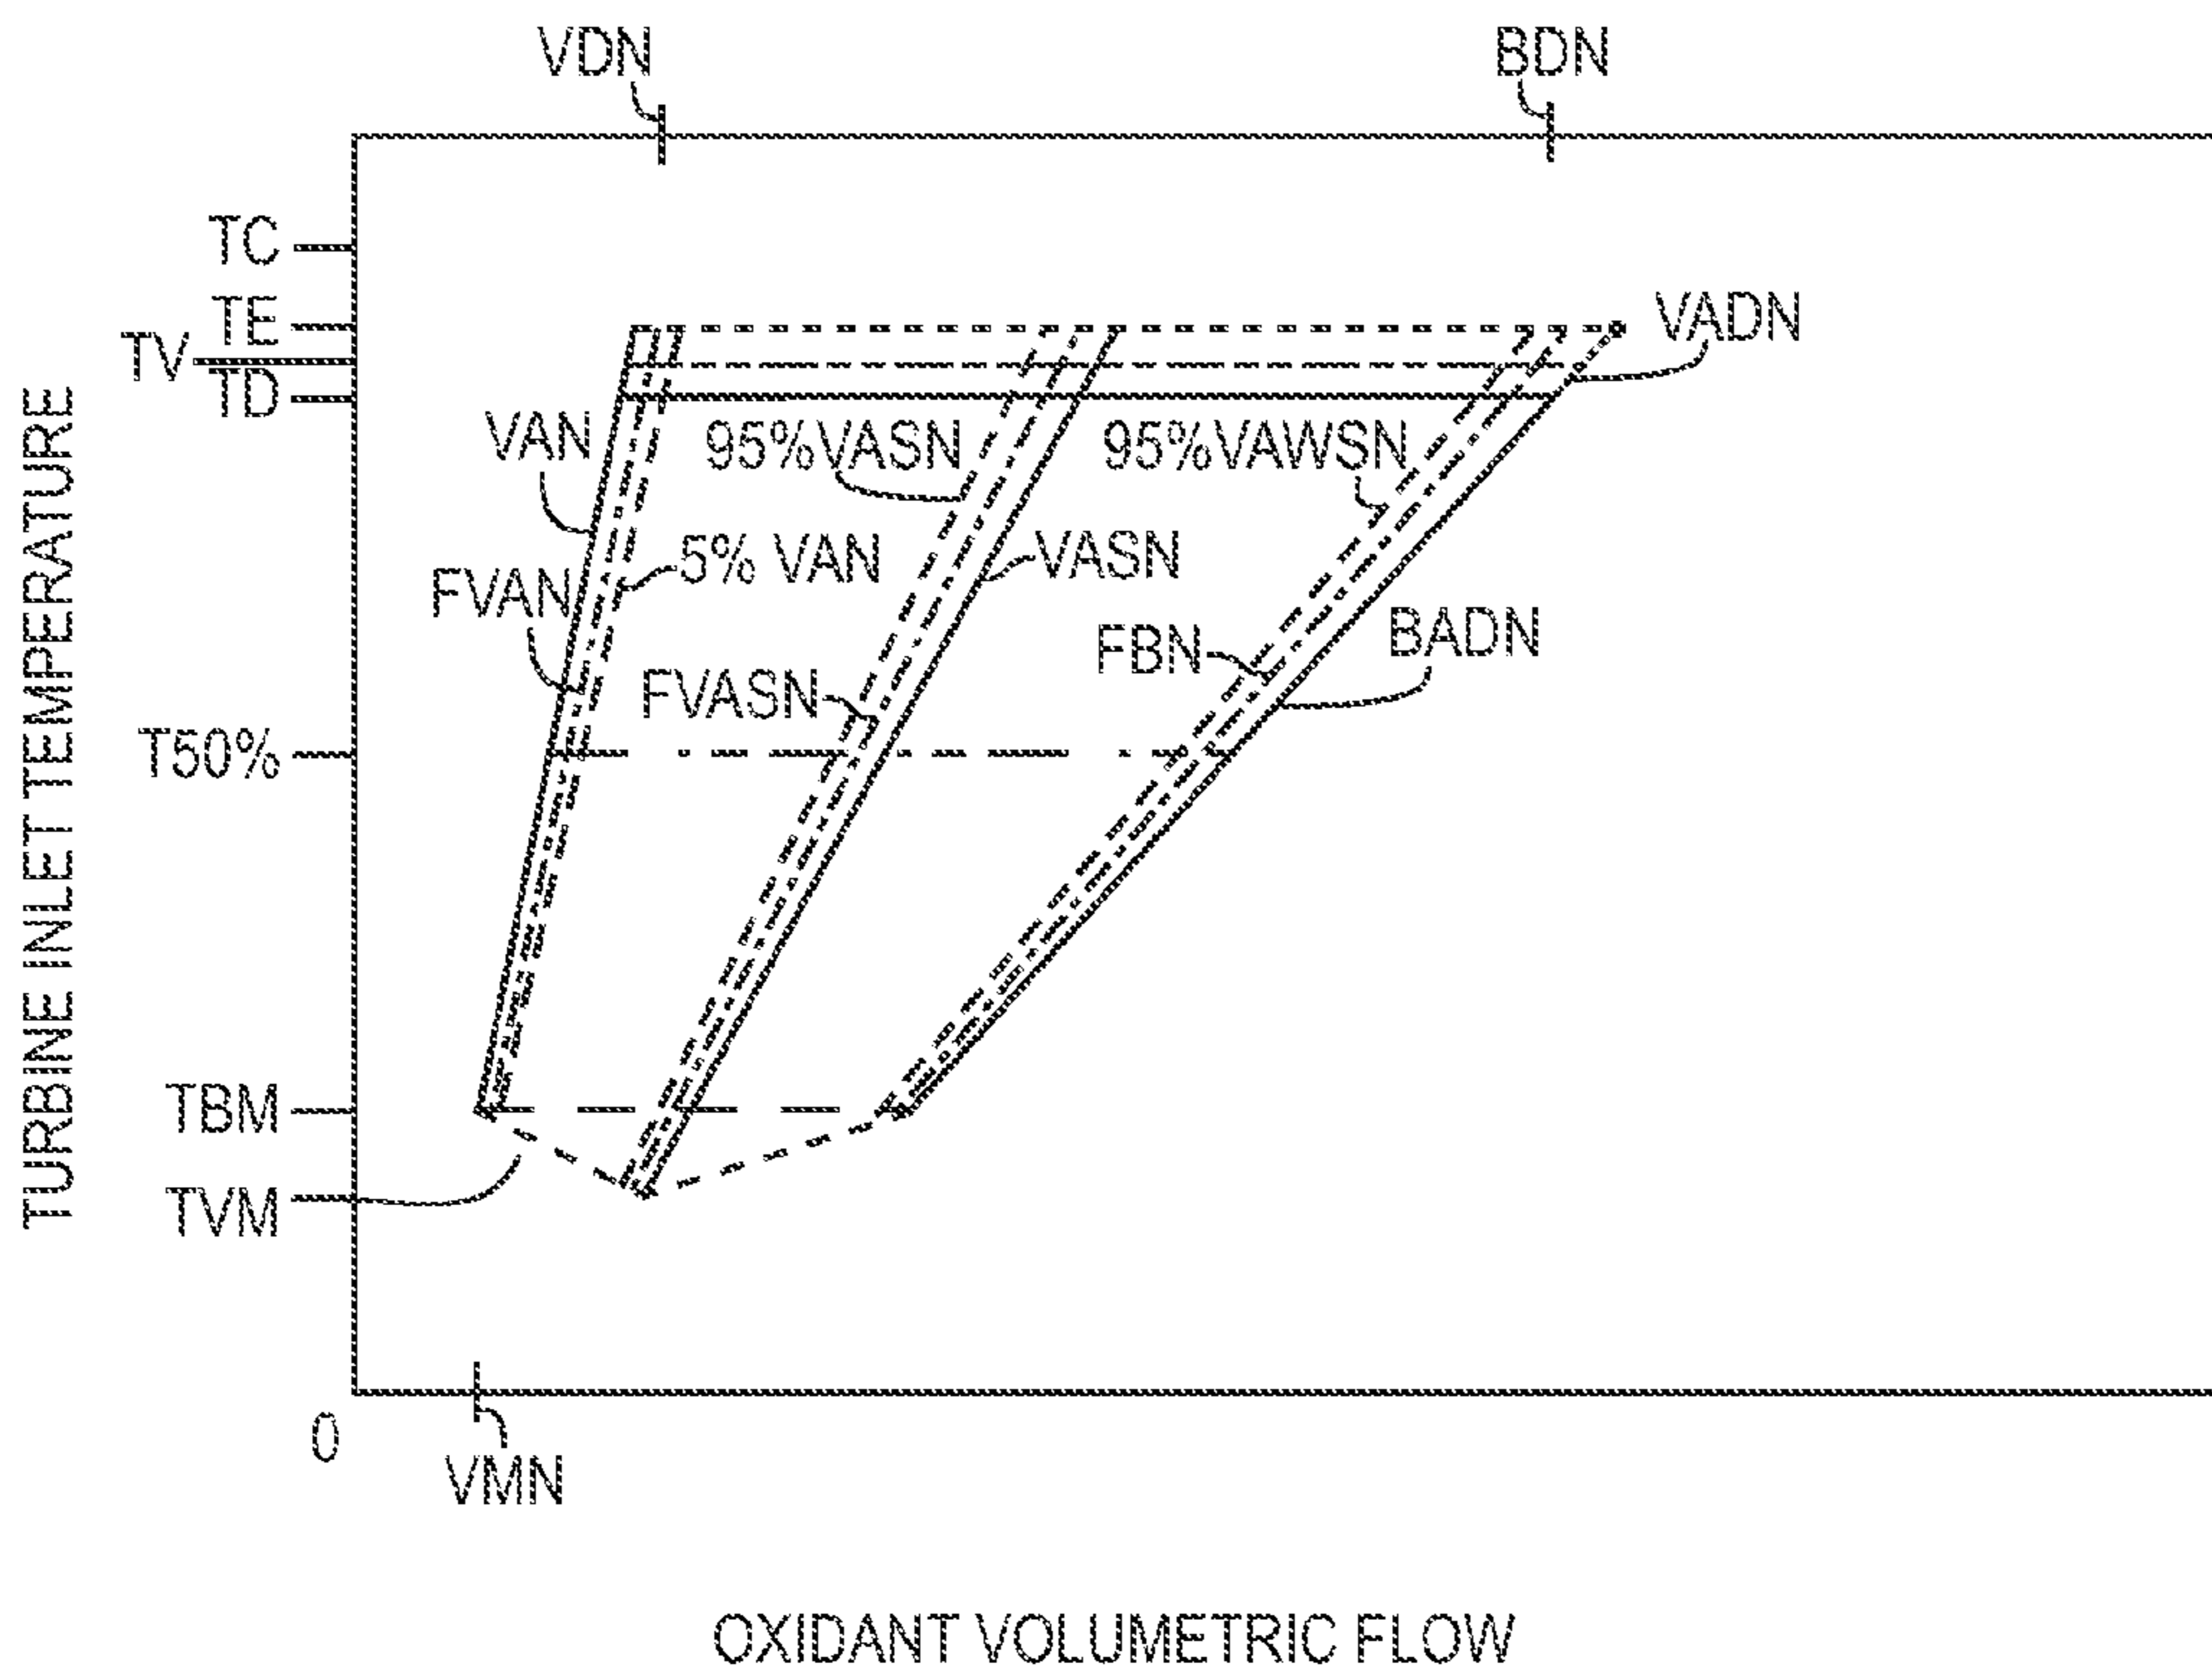 VDN
BDN
TC
TE
TV
TD
VADN
VAN
95%VASN
95%VAWSN
5% VAN
VASN
FVAN
FBN
BADN
FVASN
T50%
TURBINE INLET TEMPERATURE
TBM
TVM
0
VMN
OXIDANT VOLUMETRIC FLOW